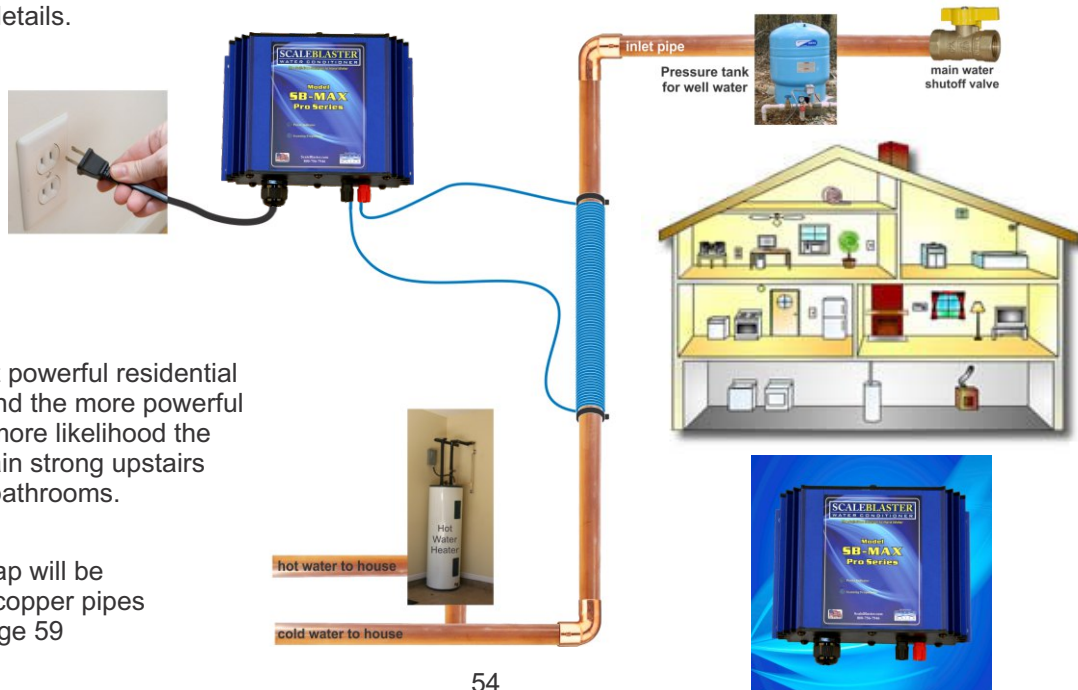 details.
SCALEBLASTER
WATER CONDITIONER
Model
SB-MAX
Pro Series
inlet pipe
Pressure tank
for well water
main water
shutoff valve
t powerful residential
nd the more powerful
more likelihood the
ain strong upstairs
bathrooms.
Hot
Water
Heater
hot water to house
ap will be
copper pipes
ge 59
cold water to house
SCALEBLASTER
WATER CONDITIONER
Model
SB-MAX
Pro Series
54